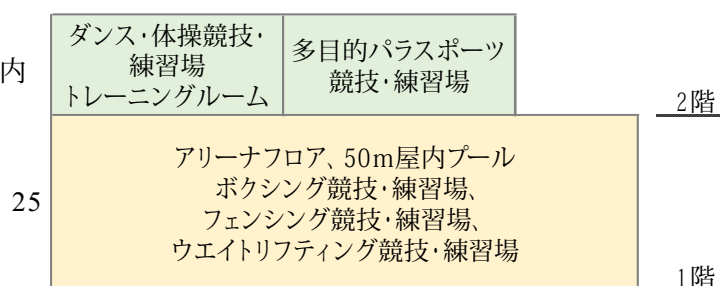 内
ダンス・体操競技・
練習場
トレーニングルーム
多目的パラスポーツ
競技・練習場
2階
25
アリーナフロア、50m屋内プール
ボクシング競技・練習場、
フェンシング競技・練習場、
ウエイトリフティング競技・練習場
1階